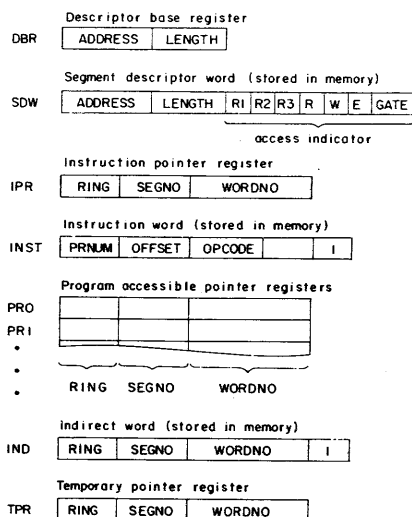 Descriptor base register
DBR ADDRESS LENGTH
Segment descriptor word (stored in memory)
SDW ADDRESS LENGTH R1 R2 R3 R W E GATE
access indicator
Instruction pointer register
IPR RING SEGNO WORDNO
Instruction word (stored in memory)
INST PRNUM OFFSET OPCODE I
Program accessible pointer registers
PR0
PR1
•
•
•
RING SEGNO WORDNO
indirect word (stored in memory)
IND RING SEGNO WORDNO I
Temporary pointer register
TPR RING SEGNO WORDNO